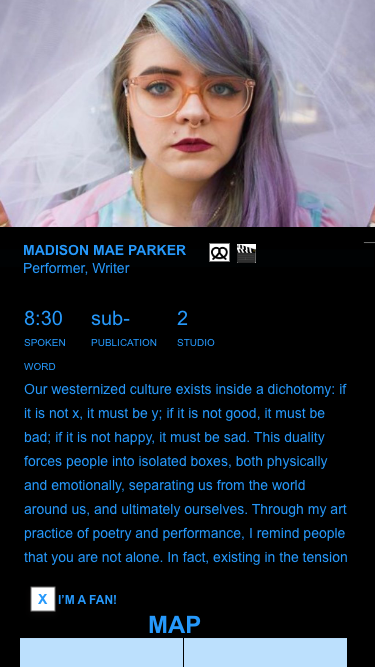 MADISON MAE PARKER
Performer, Writer
8:30 sub- 2
SPOKEN PUBLICATION STUDIO
WORD
Our westernized culture exists inside a dichotomy: if
it is not x, it must be y; if it is not good, it must be
bad; if it is not happy, it must be sad. This duality
forces people into isolated boxes, both physically
and emotionally, separating us from the world
around us, and ultimately ourselves. Through my art
practice of poetry and performance, I remind people
that you are not alone. In fact, existing in the tension
X I'M A FAN!
MAP